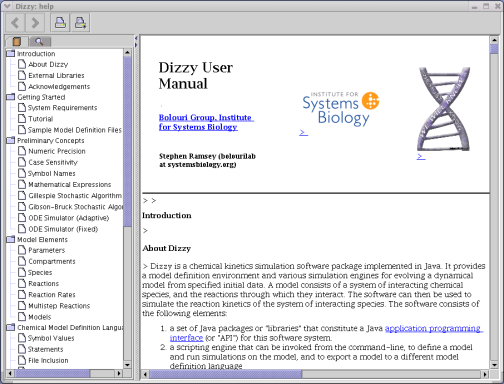 Dizzy: help
Introduction
About Dizzy
External Libraries
Acknowledgements
Getting Started
System Requirements
Tutorial
Sample Model Definition Files
Preliminary Concepts
Numeric Precision
Case Sensitivity
Symbol Names
Mathematical Expressions
Gillespie Stochastic Algorithm
Gibson-Bruck Stochastic Algor
ODE Simulator (Adaptive)
ODE Simulator (Fixed)
Model Elements
Parameters
Compartments
Species
Reactions
Reaction Rates
Multistep Reactions
Models
Chemical Model Definition Langua
Symbol Values
Statements
File Inclusion
Dizzy User
Manual
Bolouri Group, Institute
for Systems Biology
Stephen Ramsey (bolourilab
at systemsbiology.org)
INSTITUTE FOR
Systems
Biology
>
>
> >
Introduction
>
About Dizzy
> Dizzy is a chemical kinetics simulation software package implemented in Java. It provides
a model definition environment and various simulation engines for evolving a dynamical
model from specified initial data. A model consists of a system of interacting chemical
species, and the reactions through which they interact. The software can then be used to
simulate the reaction kinetics of the system of interacting species. The software consists of
the following elements:
1. a set of Java packages or "libraries" that constitute a Java application programming
interface (or "API") for this software system.
2. a scripting engine that can be invoked from the command-line, to define a model
and run simulations on the model, and to export a model to a different model
definition language